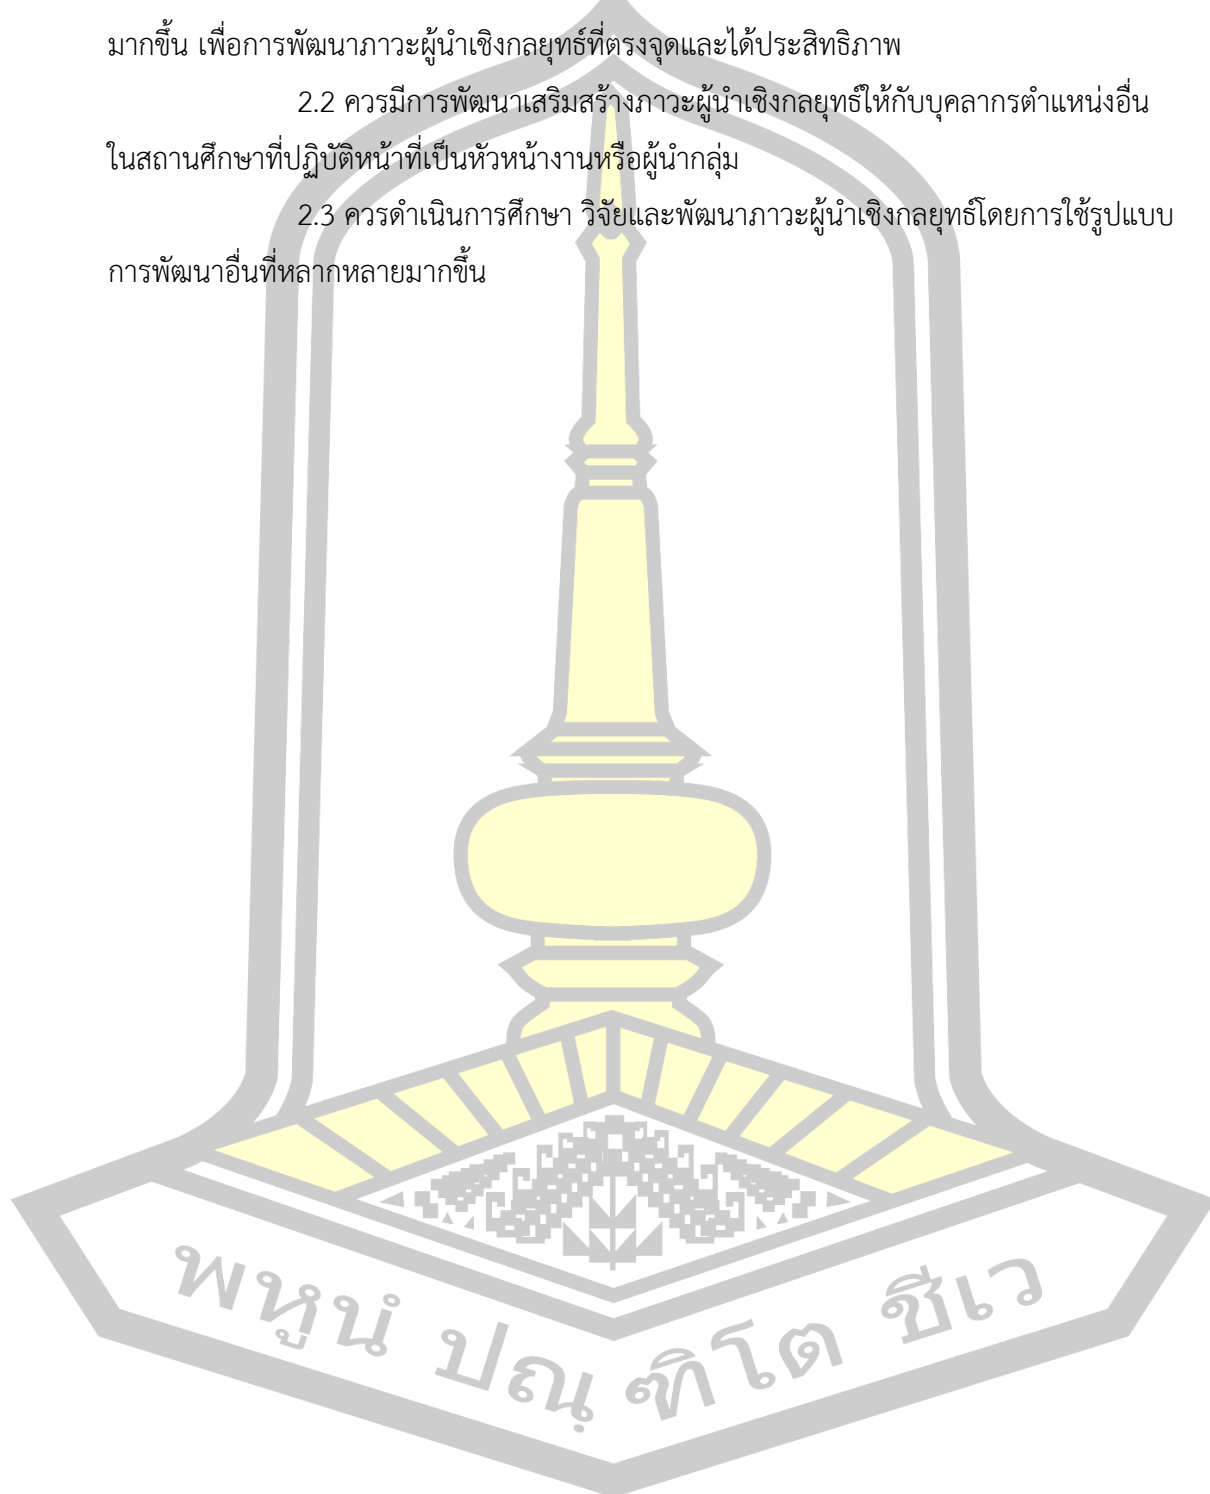 มากขึ้น เพื่อการพัฒนาภาวะผู้นำเชิงกลยุทธ์ที่ตรงจุดและได้ประสิทธิภาพ
2.2 ควรมีการพัฒนาเสริมสร้างภาวะผู้นำเชิงกลยุทธ์ให้กับบุคลากรตำแหน่งอื่น
ในสถานศึกษาที่ปฏิบัติหน้าที่เป็นหัวหน้างานหรือผู้นำกลุ่ม
2.3 ควรดำเนินการศึกษา วิจัยและพัฒนาภาวะผู้นำเชิงกลยุทธ์โดยการใช้รูปแบบ
การพัฒนาอื่นที่หลากหลายมากขึ้น
พหูนํ ปณฺฑิโต ชีเว